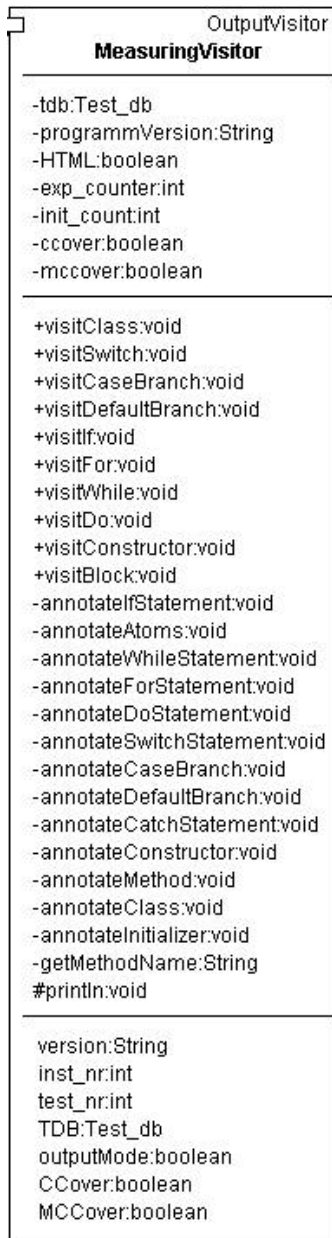 OutputVisitor
MeasuringVisitor
-tdb:Test_db
-programmVersion:String
-HTML:boolean
-exp_counter:int
-init_count:int
-ccover:boolean
-mccover:boolean
+visitClass:void
+visitSwitch:void
+visitCaseBranch:void
+visitDefaultBranch:void
+visitIf:void
+visitFor:void
+visitWhile:void
+visitDo:void
+visitConstructor:void
+visitBlock:void
-annotateIfStatement:void
-annotateAtoms:void
-annotateWhileStatement:void
-annotateForStatement:void
-annotateDoStatement:void
-annotateSwitchStatement:void
-annotateCaseBranch:void
-annotateDefaultBranch:void
-annotateCatchStatement:void
-annotateConstructor:void
-annotateMethod:void
-annotateClass:void
-annotateInitializer:void
-getMethodName:String
#println:void
version:String
inst_nr:int
test_nr:int
TDB:Test_db
outputMode:boolean
CCover:boolean
MCCover:boolean